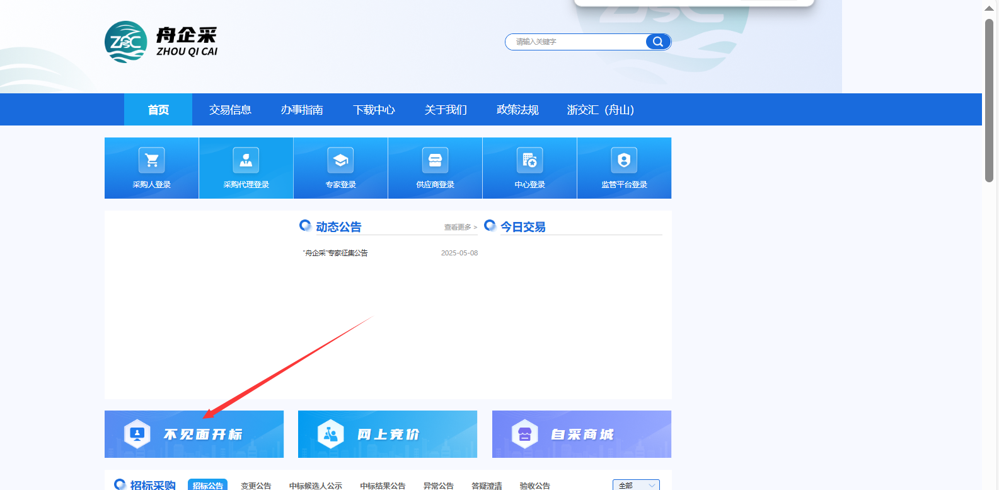 ZSC
舟企采
ZHOU QI CAI
请输入关键字
首页 交易信息 办事指南 下载中心 关于我们 政策法规 浙交汇（舟山）
采购人登录 采购代理登录 专家登录 供应商登录 中心登录 监管平台登录
动态公告 查看更多 > 今日交易
“舟企采”专家征集公告 2025-05-08
不见面开标 网上竞价 自采商城
招标采购 招标公告 变更公告 中标候选人公示 中标结果公告 异常公告 答疑澄清 验收公告 全部